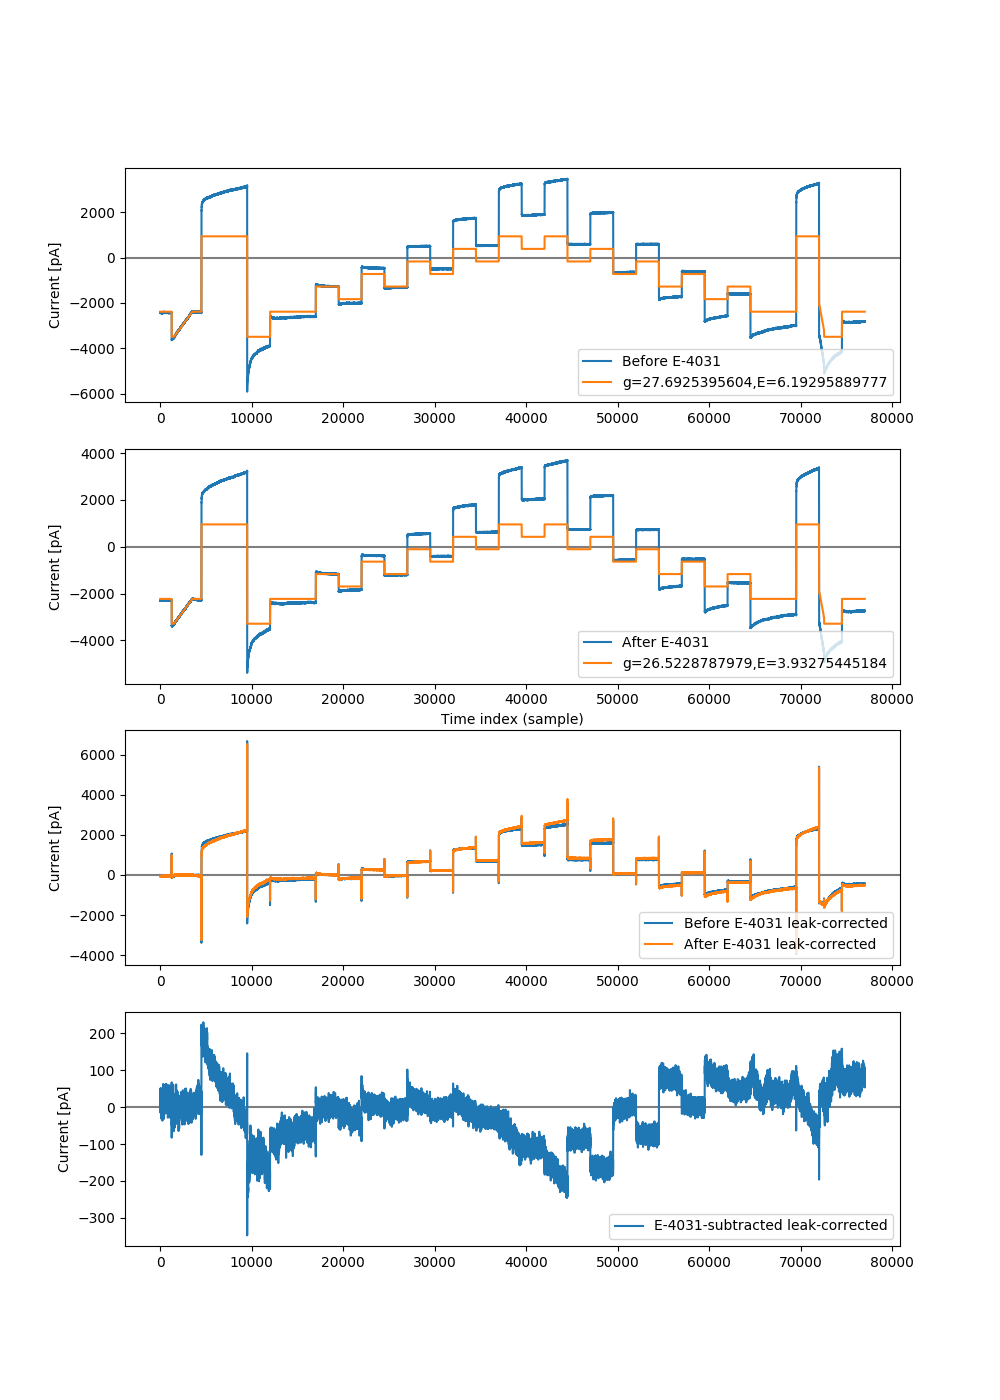 Current [pA]
2000
0
−2000
−4000
−6000
Before E-4031
g=27.6925395604,E=6.19295889777
0 10000 20000 30000 40000 50000 60000 70000 80000
Current [pA]
4000
2000
0
−2000
−4000
After E-4031
g=26.5228787979,E=3.93275445184
0 10000 20000 30000 40000 50000 60000 70000 80000
Time index (sample)
Current [pA]
6000
4000
2000
0
−2000
−4000
Before E-4031 leak-corrected
After E-4031 leak-corrected
0 10000 20000 30000 40000 50000 60000 70000 80000
Current [pA]
200
100
0
−100
−200
−300
E-4031-subtracted leak-corrected
0 10000 20000 30000 40000 50000 60000 70000 80000